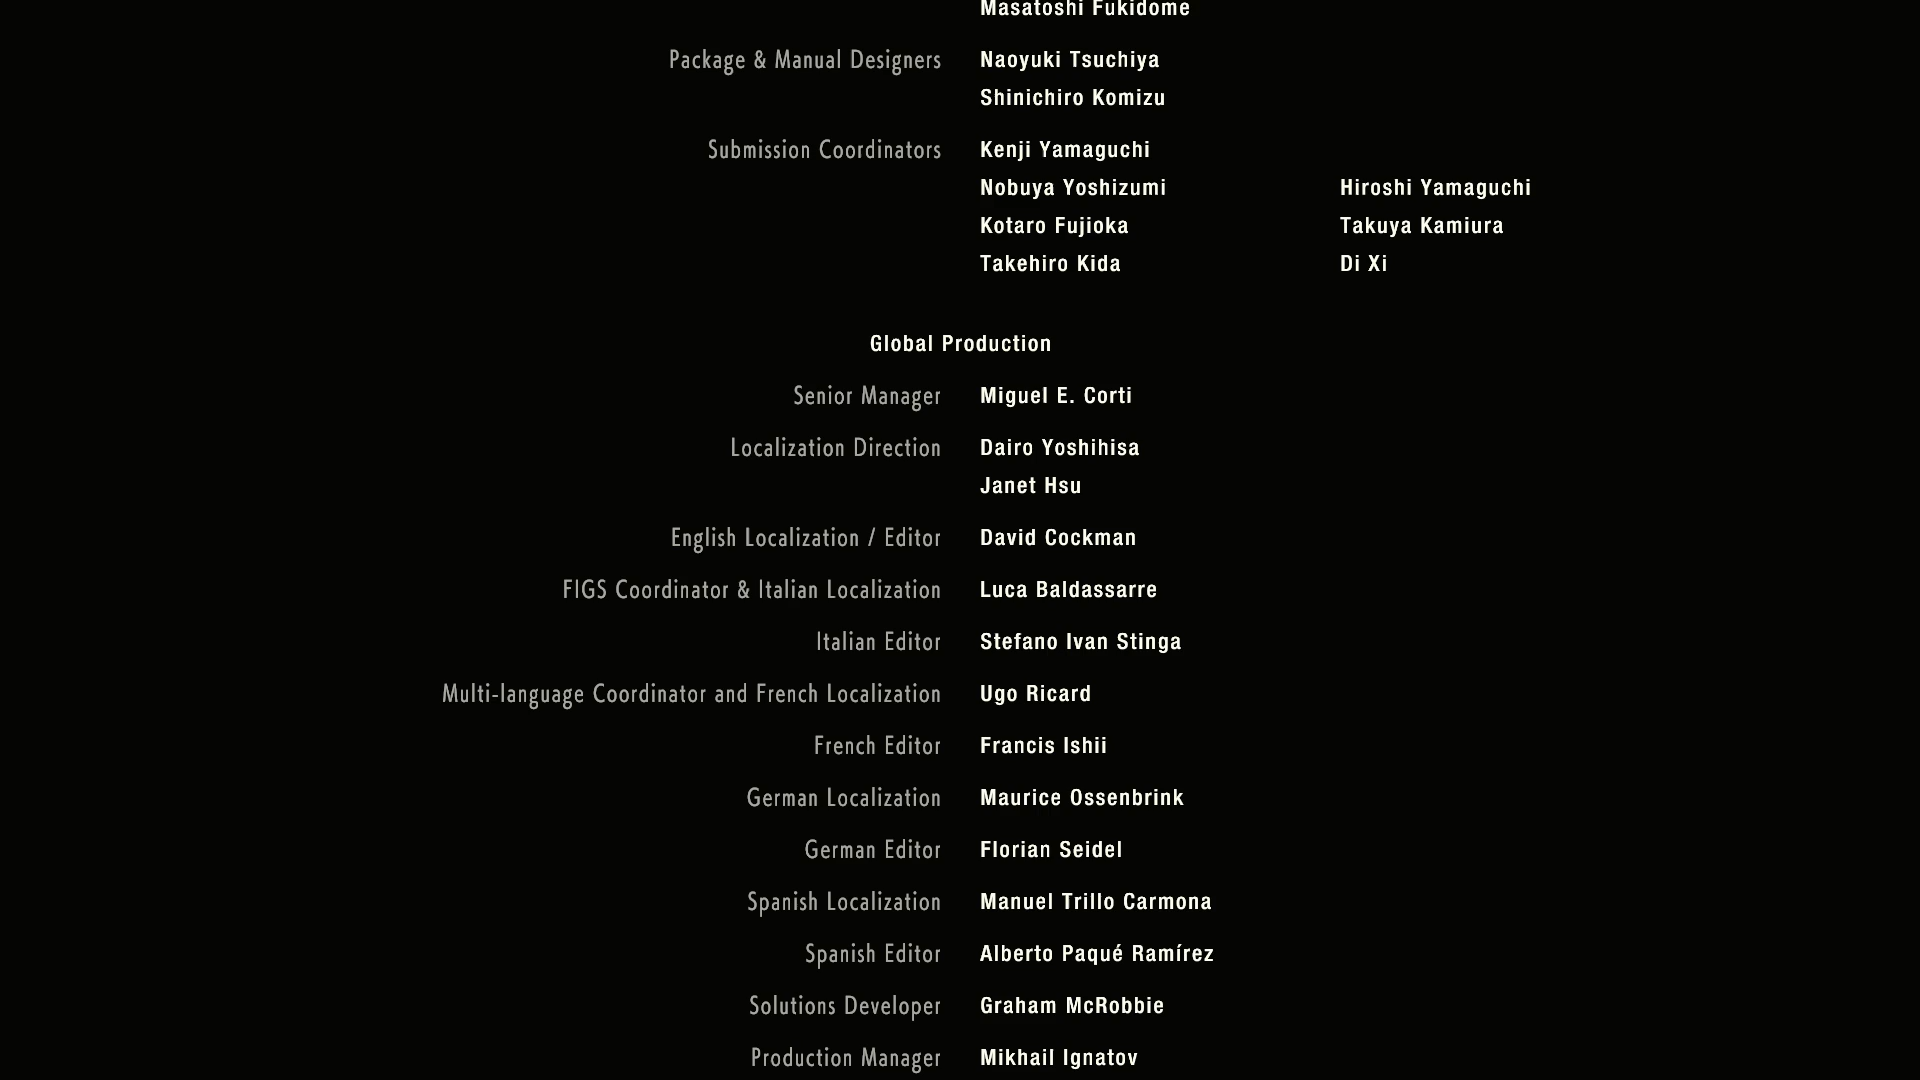 Masatoshi Fukidome
Package & Manual Designers Naoyuki Tsuchiya
Shinichiro Komizu
Submission Coordinators Kenji Yamaguchi
Nobuya Yoshizumi Hiroshi Yamaguchi
Kotaro Fujioka Takuya Kamiura
Takehiro Kida Di Xi
Global Production
Senior Manager Miguel E. Corti
Localization Direction Dairo Yoshihisa
Janet Hsu
English Localization / Editor David Cockman
FIGS Coordinator & Italian Localization Luca Baldassarre
Italian Editor Stefano Ivan Stinga
Multi-language Coordinator and French Localization Ugo Ricard
French Editor Francis Ishii
German Localization Maurice Ossenbrink
German Editor Florian Seidel
Spanish Localization Manuel Trillo Carmona
Spanish Editor Alberto Paqué Ramírez
Solutions Developer Graham McRobbie
Production Manager Mikhail Ignatov